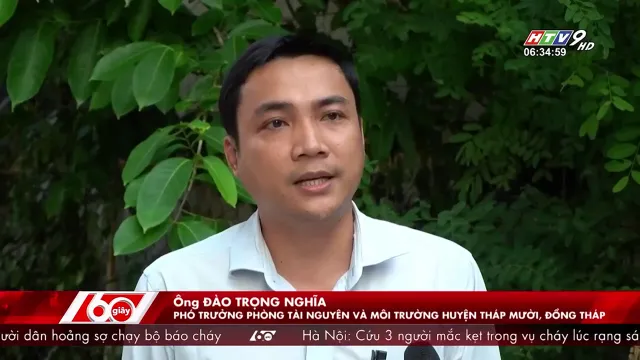 HTV9 HD
06:34:59
60 giây
Ông ĐÀO TRỌNG NGHĨA
PHÓ TRƯỞNG PHÒNG TÀI NGUYÊN VÀ MÔI TRƯỜNG HUYỆN THÁP MƯỜI, ĐỒNG THÁP
ười dân hoảng sợ chạy bộ báo cháy 60 Hà Nội: Cứu 3 người mắc kẹt trong vụ cháy lúc rạng sá